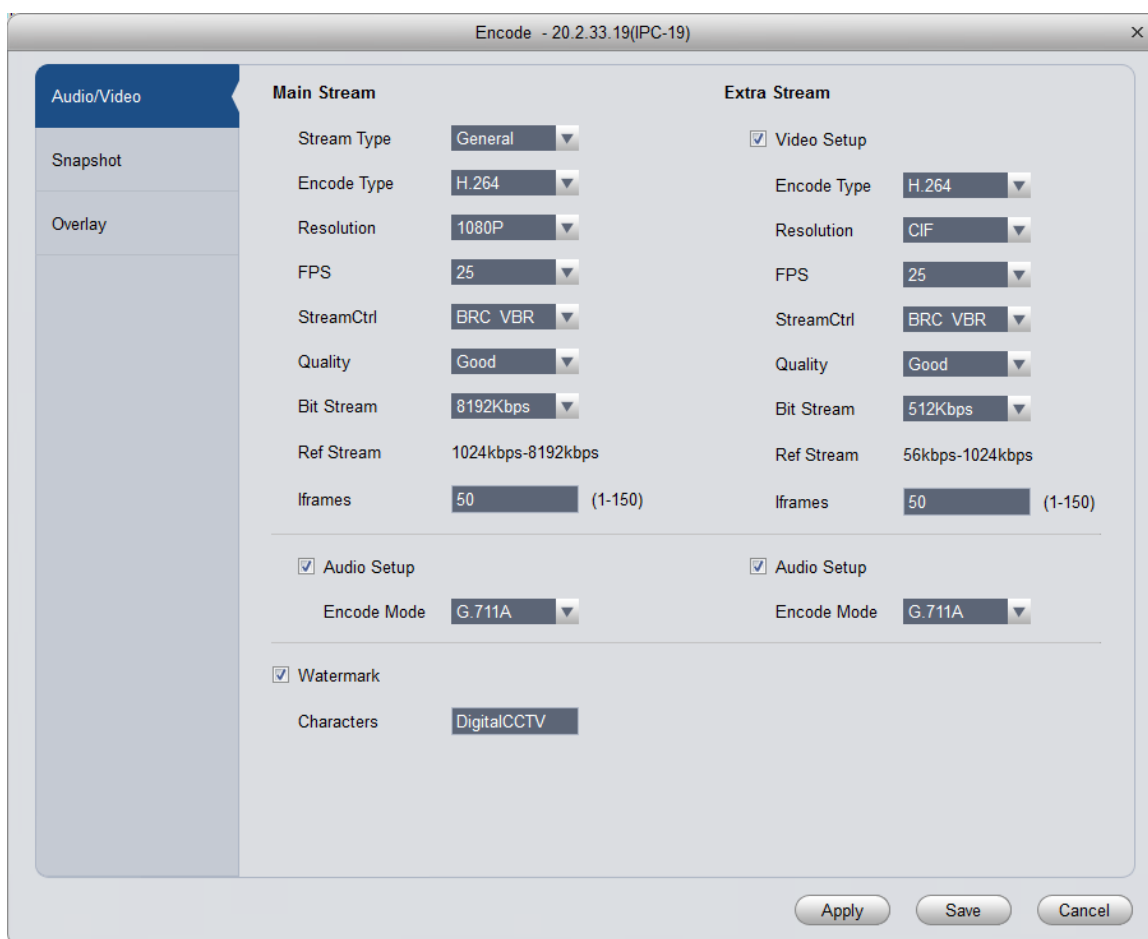 Encode - 20.2.33.19(IPC-19)
Audio/Video
Snapshot
Overlay
Main Stream
Stream Type General
Encode Type H.264
Resolution 1080P
FPS 25
StreamCtrl BRC_VBR
Quality Good
Bit Stream 8192Kbps
Ref Stream 1024kbps-8192kbps
Iframes 50 (1-150)
Audio Setup
Encode Mode G.711A
Watermark
Characters DigitalCCTV
Extra Stream
Video Setup
Encode Type H.264
Resolution CIF
FPS 25
StreamCtrl BRC_VBR
Quality Good
Bit Stream 512Kbps
Ref Stream 56kbps-1024kbps
Iframes 50 (1-150)
Audio Setup
Encode Mode G.711A
Apply Save Cancel